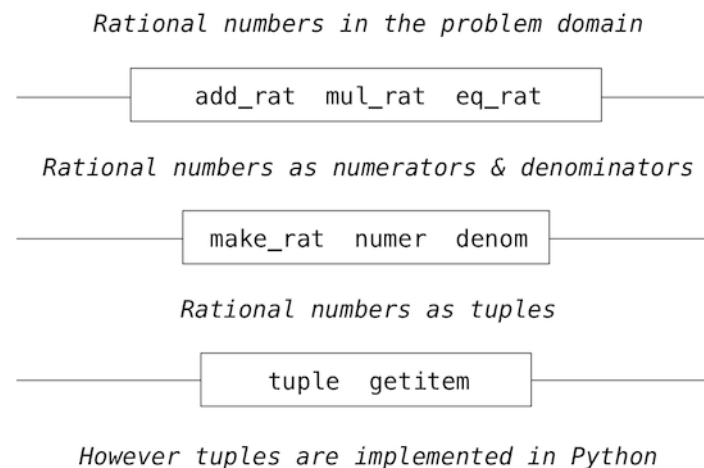 Rational numbers in the problem domain
add_rat mul_rat eq_rat
Rational numbers as numerators & denominators
make_rat numer denom
Rational numbers as tuples
tuple getitem
However tuples are implemented in Python